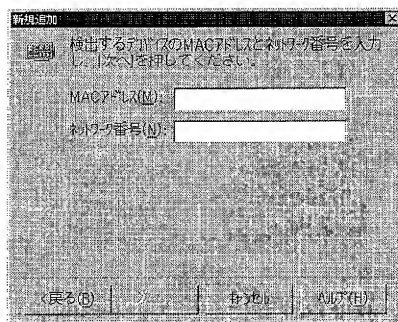 新規追加
検出するﾃﾞﾊﾞｲｽのMACｱﾄﾞﾚｽとﾈｯﾄﾜｰｸ番号を入力
し、[次へ]を押してください。
MACｱﾄﾞﾚｽ(M):
ﾈｯﾄﾜｰｸ番号(N):
<戻る(B)
ｷｬﾝｾﾙ
ﾍﾙﾌﾟ(H)